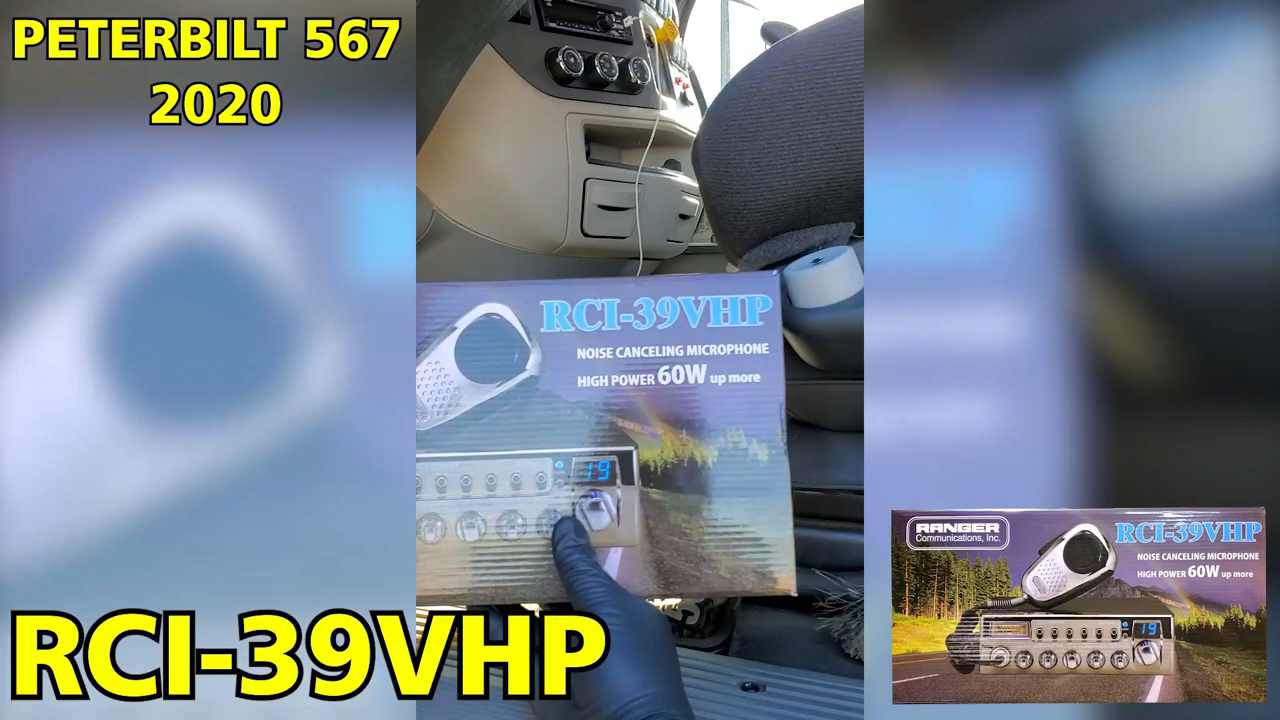 PETERBILT 567
2020
RCI-39VHP
NOISE CANCELING MICROPHONE
HIGH POWER 60W up more
19
RCI-39VHP
RANGER
Communications, Inc.
RCI-39VHP
NOISE CANCELING MICROPHONE
HIGH POWER 60W up more
19